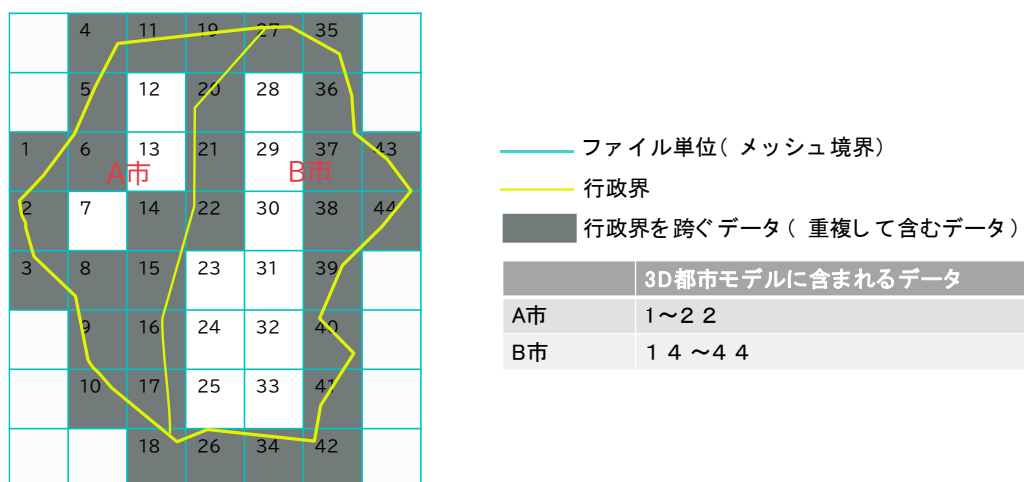 4 11 19 27 35
5 12 20 28 36
1 6 13 21 29 37 43
A市 B市
2 7 14 22 30 38 44
3 8 15 23 31 39
9 16 24 32 40
10 17 25 33 41
18 26 34 42
ファイル単位(メッシュ境界)
行政界
行政界を跨ぐデータ(重複して含むデータ)
3D都市モデルに含まれるデータ
A市 1～22
B市 14～44